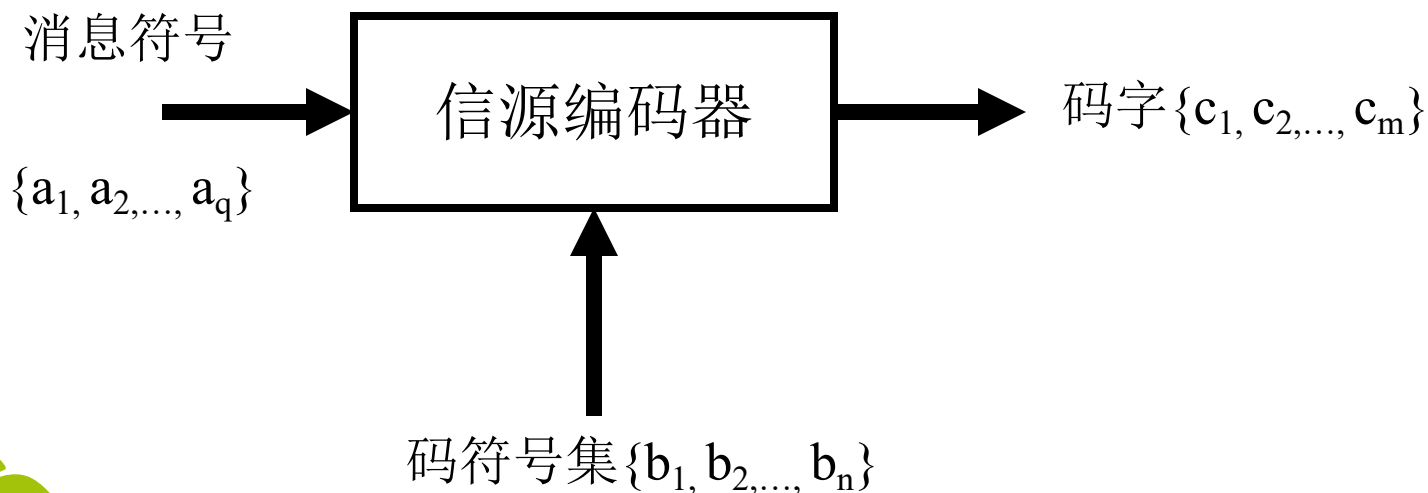 消息符号
信源编码器
码字{c₁, c₂,…, cₘ}
{a₁, a₂,…, a_q}
码符号集{b₁, b₂,…, bₙ}